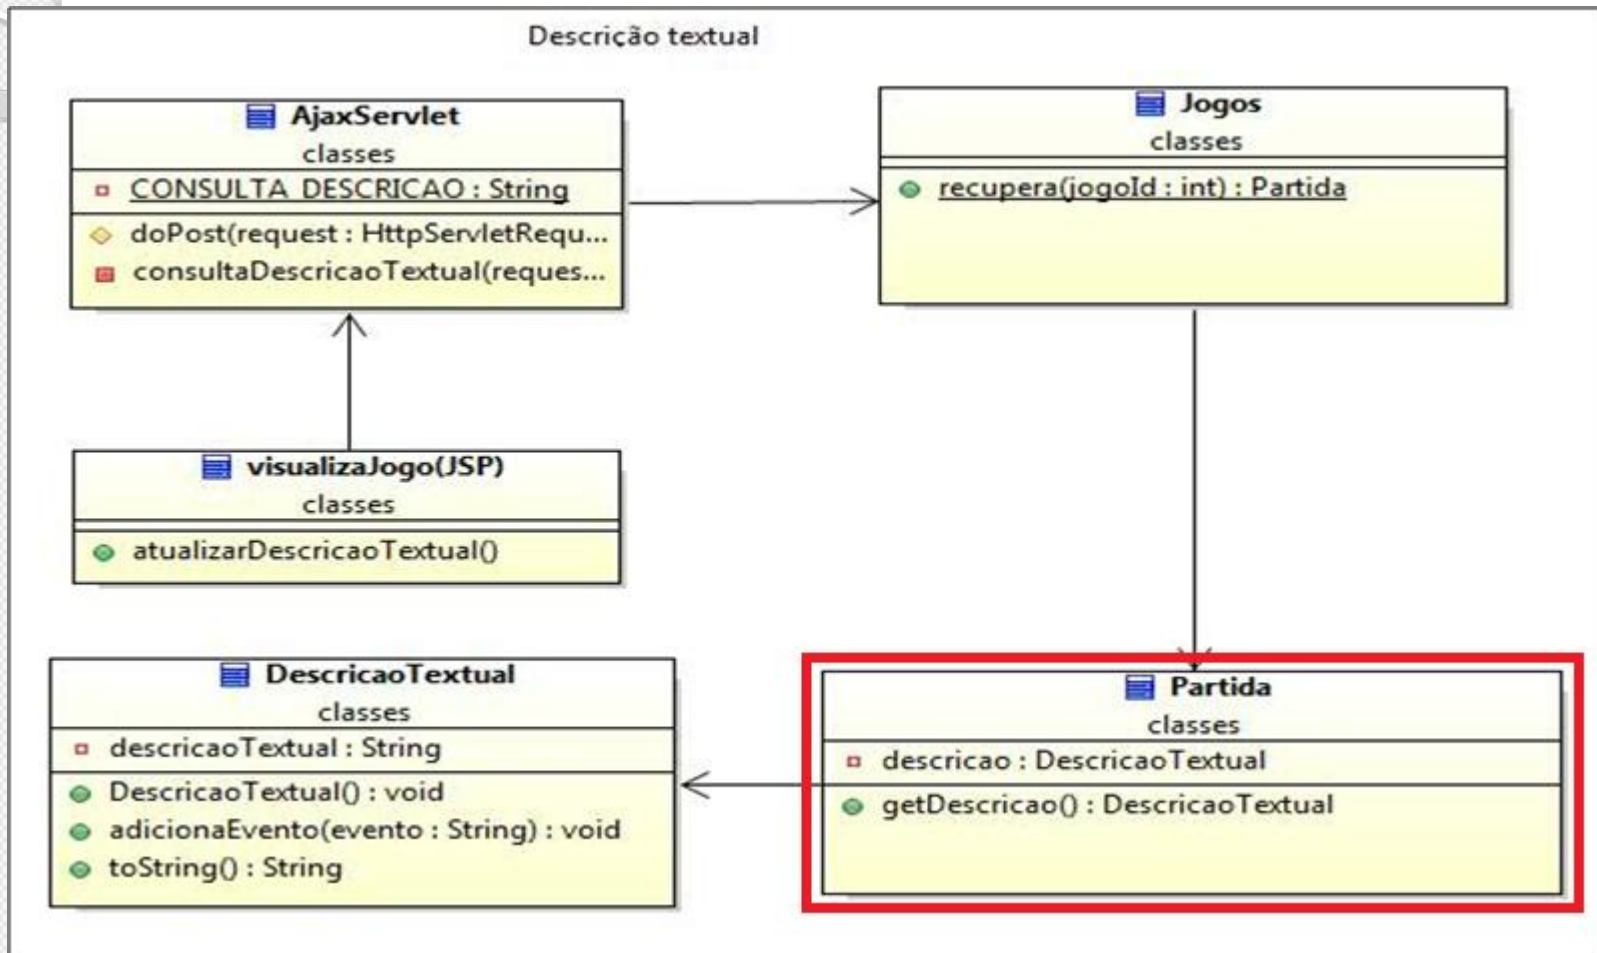 Descrição textual
AjaxServlet
classes
CONSULTA_DESCRICAO : String
doPost(request : HttpServletRequ...
consultaDescricaoTextual(reques...
Jogos
classes
recupera(jogoId : int) : Partida
visualizaJogo(JSP)
classes
atualizarDescricaoTextual()
DescricaoTextual
classes
descricaoTextual : String
DescricaoTextual() : void
adicionaEvento(evento : String) : void
toString() : String
Partida
classes
descricao : DescricaoTextual
getDescricao() : DescricaoTextual